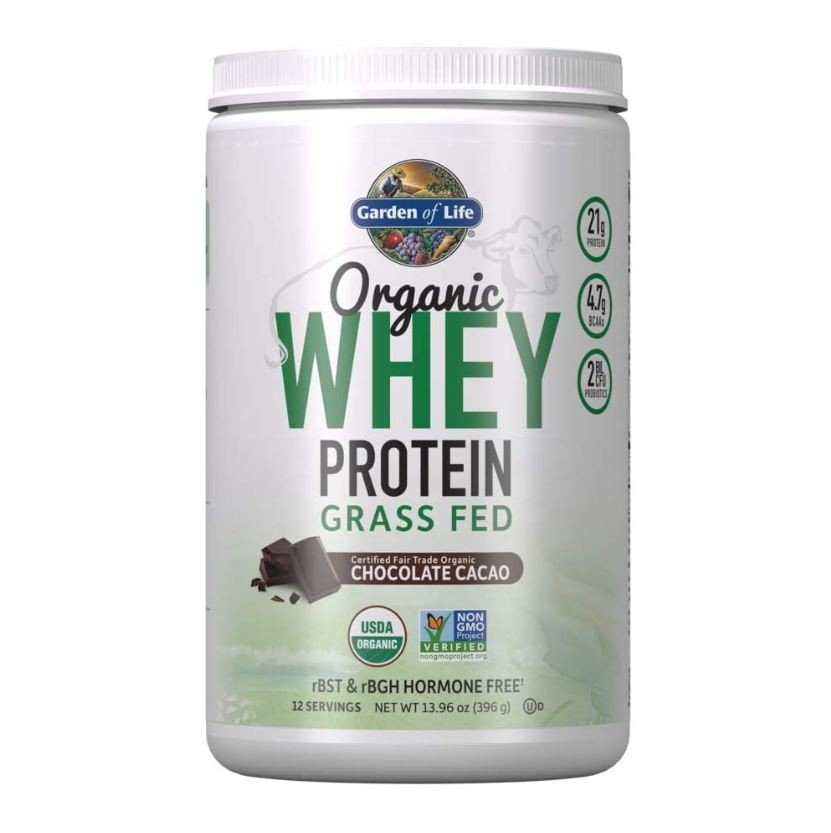 Garden of Life®
Organic
WHEY
PROTEIN
GRASS FED
Certified Fair Trade Organic
CHOCOLATE CACAO
21g
PROTEIN
4.7g
BCAAs
2 BIL CFU
PROBIOTICS
USDA
ORGANIC
NON
GMO
Project
VERIFIED
nongmoproject.org
rBST & rBGH HORMONE FREE†
12 SERVINGS NET WT 13.96 oz (396 g) U D